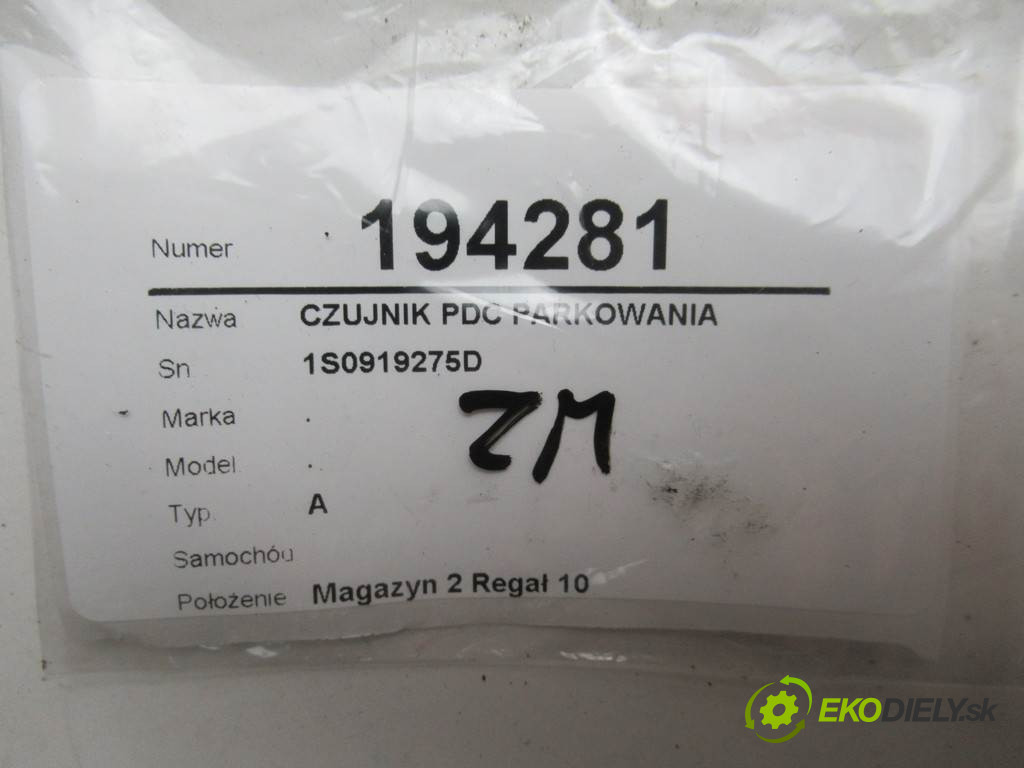 Numer 194281
Nazwa CZUJNIK PDC PARKOWANIA
Sn 1S0919275D
Marka .
Model .
Typ A
ZM
Samochód
Położenie Magazyn 2 Regał 10
EKODIELY.sk